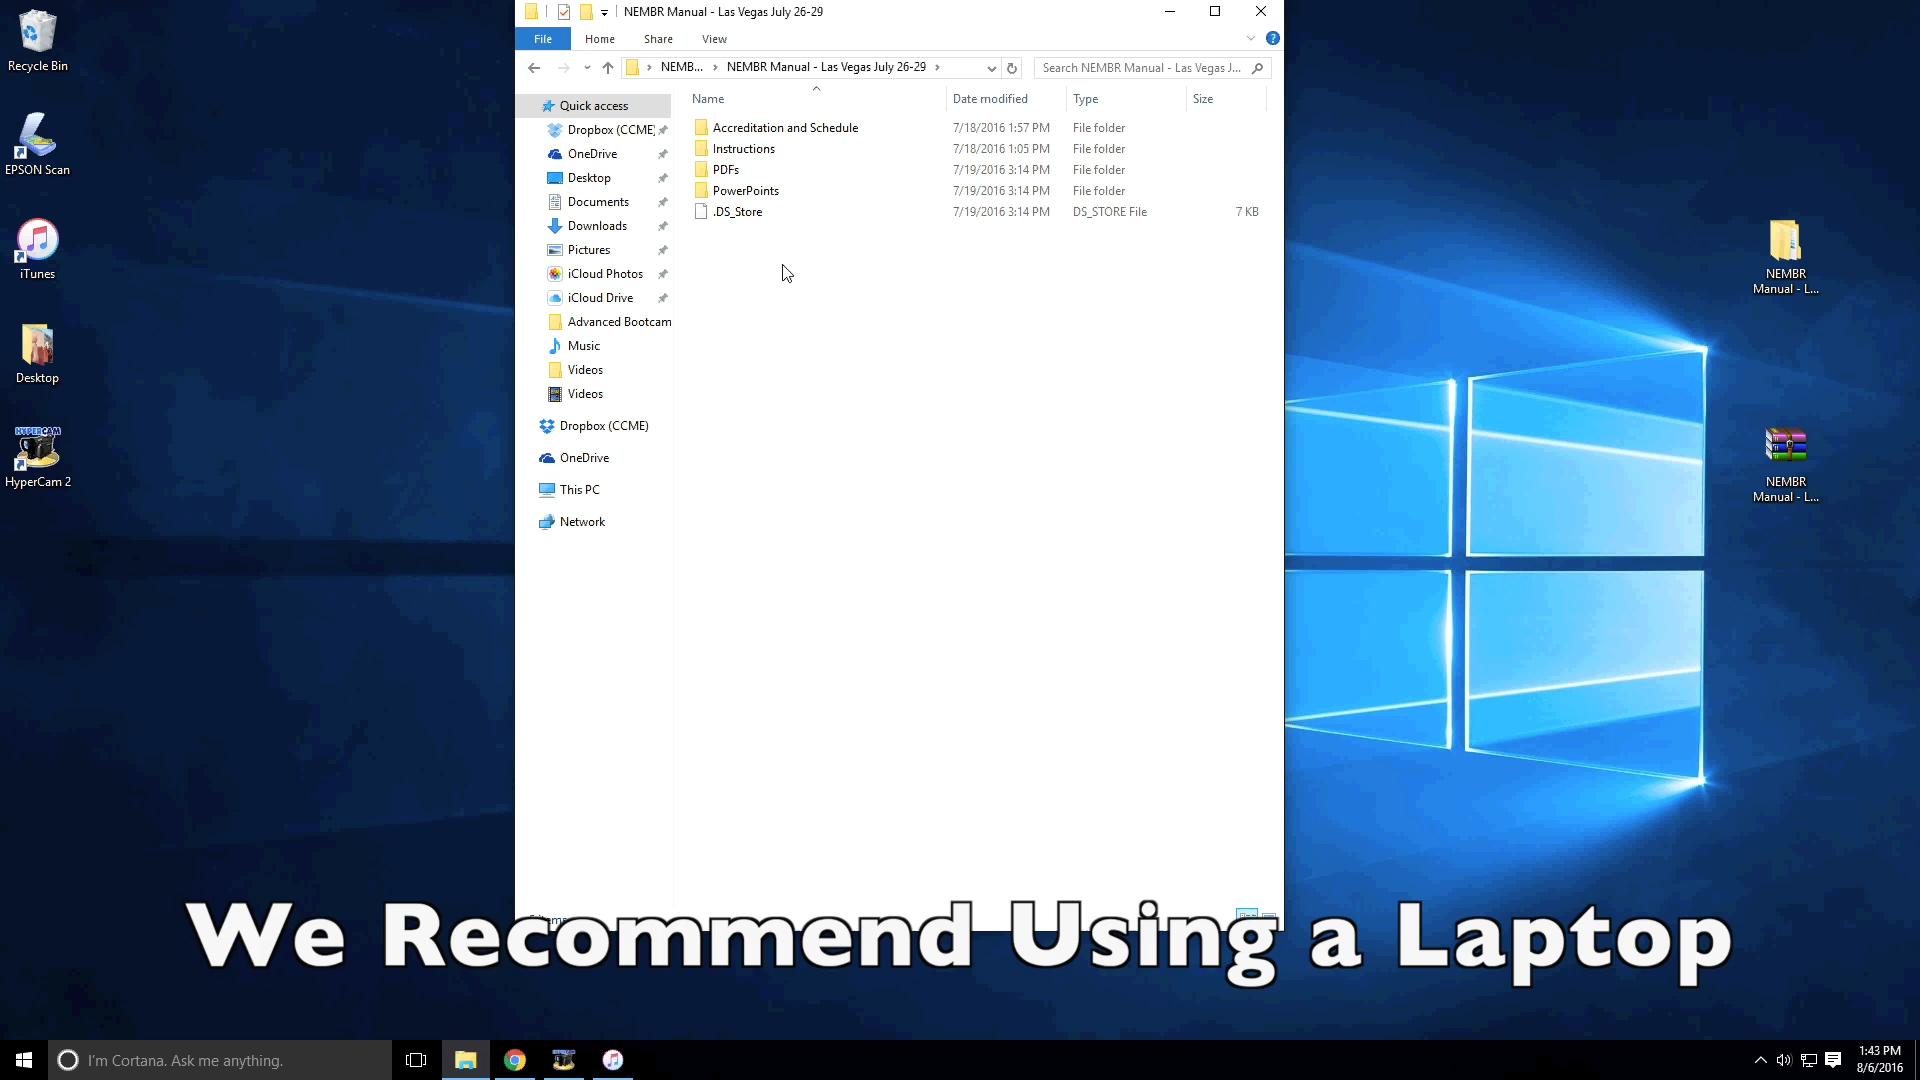 NEMBR Manual - Las Vegas July 26-29
File Home Share View
NEMB... NEMBR Manual - Las Vegas July 26-29
Search NEMBR Manual - Las Vegas J...
Name Date modified Type Size
Accreditation and Schedule 7/18/2016 1:57 PM File folder
Instructions 7/18/2016 1:05 PM File folder
PDFs 7/19/2016 3:14 PM File folder
PowerPoints 7/19/2016 3:14 PM File folder
.DS_Store 7/19/2016 3:14 PM DS_STORE File 7 KB
Quick access
Dropbox (CCME)
OneDrive
Desktop
Documents
Downloads
Pictures
iCloud Photos
iCloud Drive
Advanced Bootcam
Music
Videos
Videos
Dropbox (CCME)
OneDrive
This PC
Network
Recycle Bin
EPSON Scan
iTunes
Desktop
HYPERCAM
HyperCam 2
NEMBR
Manual - L...
NEMBR
Manual - L...
We Recommend Using a Laptop
I'm Cortana. Ask me anything.
1:43 PM
8/6/2016